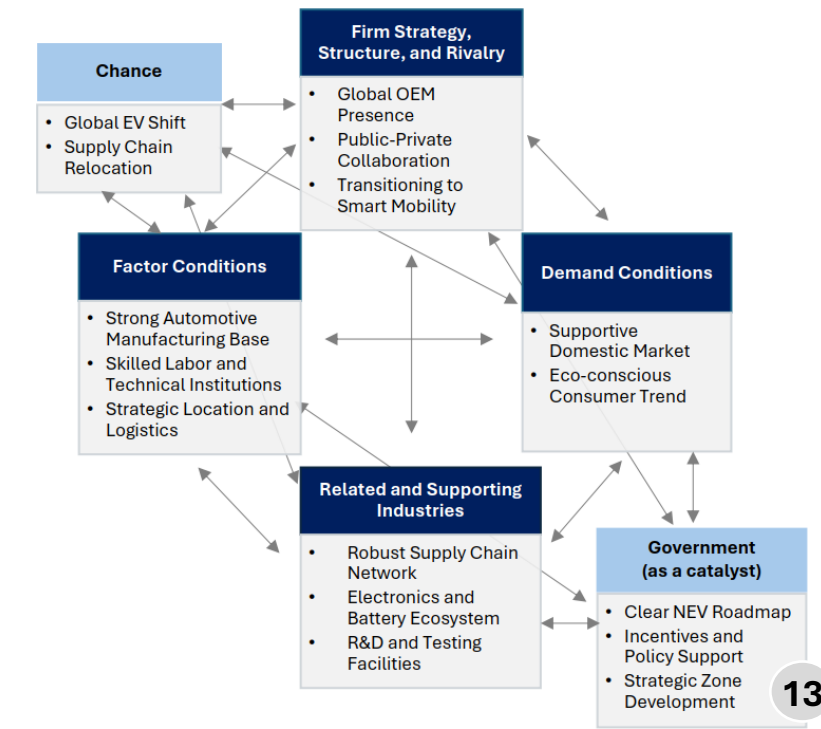 Firm Strategy,
Structure, and Rivalry
• Global OEM
Presence
• Public-Private
Collaboration
• Transitioning to
Smart Mobility
Chance
• Global EV Shift
• Supply Chain
Relocation
Factor Conditions
• Strong Automotive
Manufacturing Base
• Skilled Labor and
Technical Institutions
• Strategic Location and
Logistics
Demand Conditions
• Supportive
Domestic Market
• Eco-conscious
Consumer Trend
Related and Supporting
Industries
• Robust Supply Chain
Network
• Electronics and
Battery Ecosystem
• R&D and Testing
Facilities
Government
(as a catalyst)
• Clear NEV Roadmap
• Incentives and
Policy Support
• Strategic Zone
Development
13